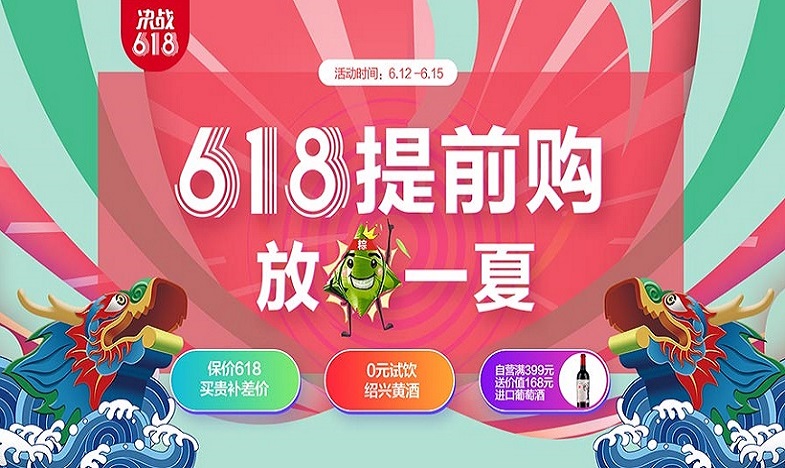 决战
618
活动时间：6.12-6.15
618提前购
放
粽
一夏
保价618
买贵补差价
0元试饮
绍兴黄酒
自营满399元
送价值168元
进口葡萄酒